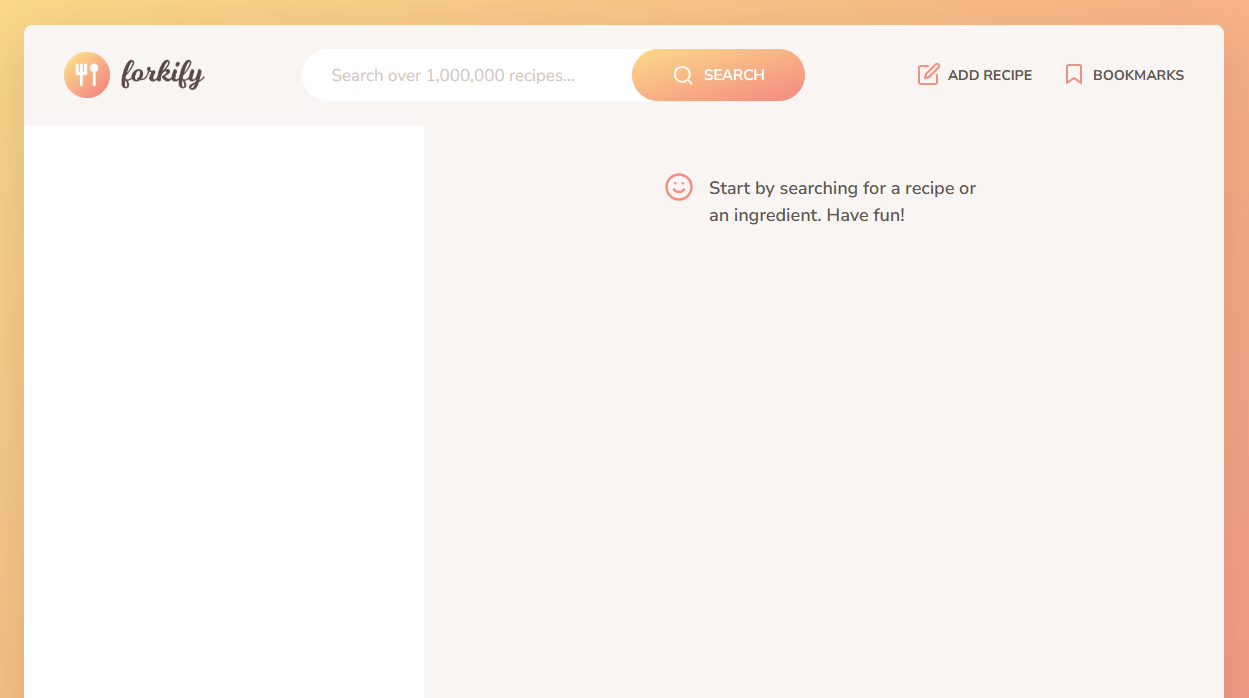 forkify
Search over 1,000,000 recipes...
SEARCH
ADD RECIPE
BOOKMARKS
Start by searching for a recipe or
an ingredient. Have fun!